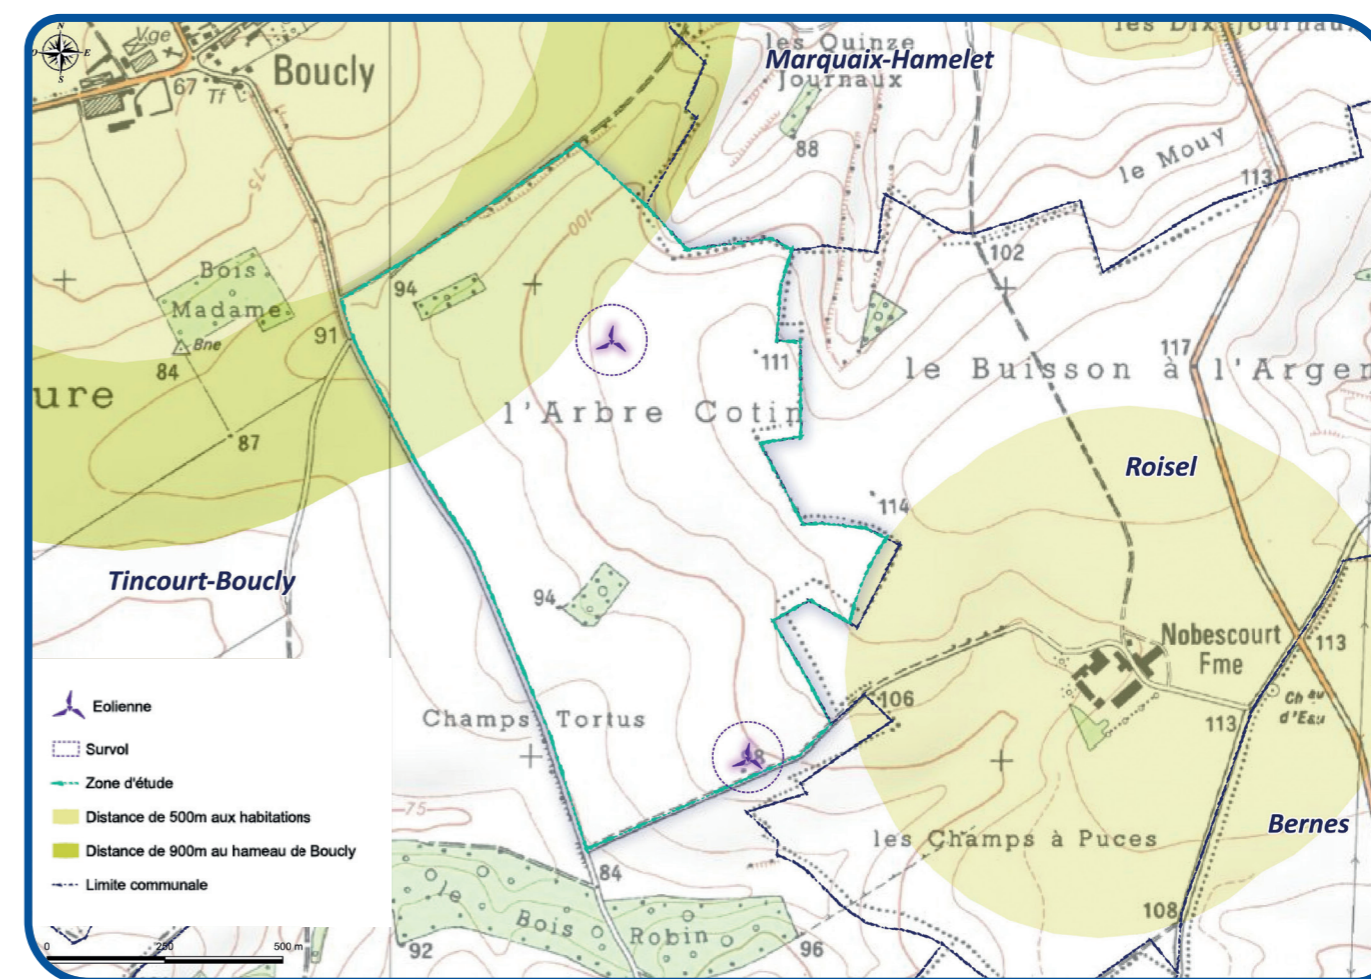 N
O
E
S
Vge
Boucly
67
Tf
75
les Quinze
Journaux
Marquaix-Hamelet
les Dix Journaux
88
le Mouy
113
100
102
94
Bois
Madame
Bne
91
84
ure
87
111
117
le Buisson à l'Argen
l'Arbre Cotin
Roisel
114
Tincourt-Boucly
94
Nobescourt
Fme
113
Ch au
d'Eau
113
106
Champs Tortus
98
75
les Champs à Puces
Bernes
84
108
le Bois Robin
92
96
Eolienne
Survol
Zone d'étude
Distance de 500m aux habitations
Distance de 900m au hameau de Boucly
Limite communale
0 250 500 m